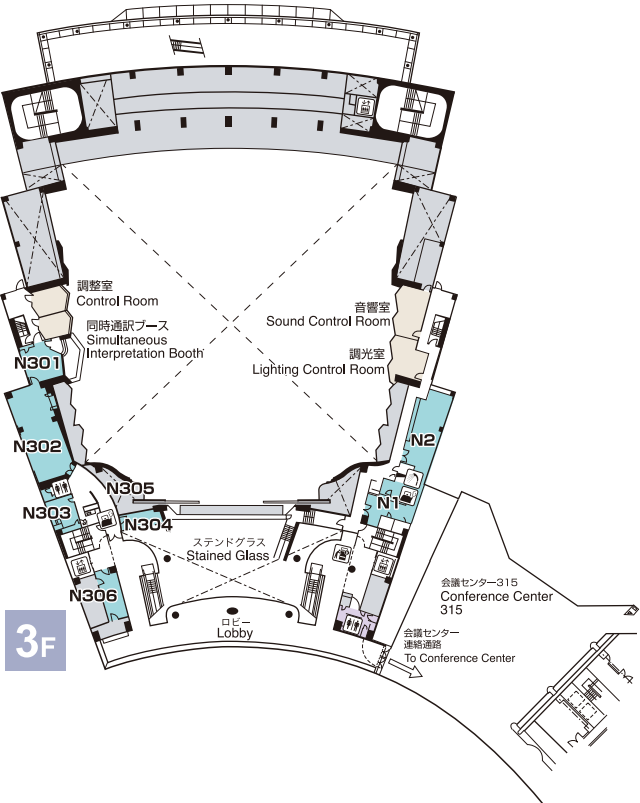 調整室
Control Room
同時通訳ブース
Simultaneous
Interpretation Booth
音響室
Sound Control Room
調光室
Lighting Control Room
N301
N302
N303
N305
N304
N306
N2
N1
ステンドグラス
Stained Glass
ロビー
Lobby
会議センター315
Conference Center
315
会議センター
連絡通路
To Conference Center
3F